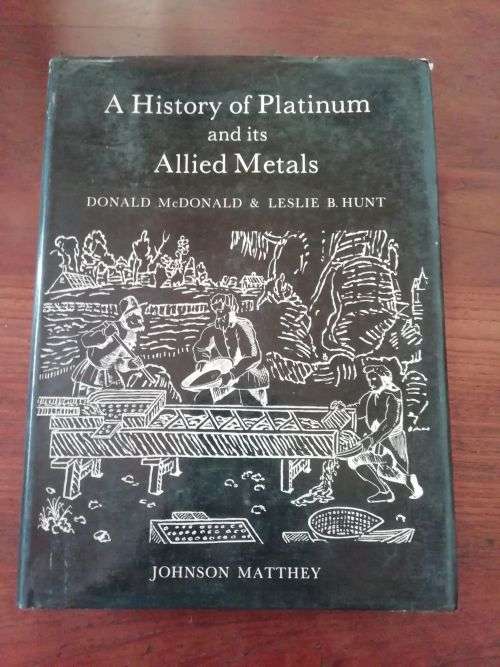 A History of Platinum
and its
Allied Metals
DONALD McDONALD & LESLIE B. HUNT
JOHNSON MATTHEY